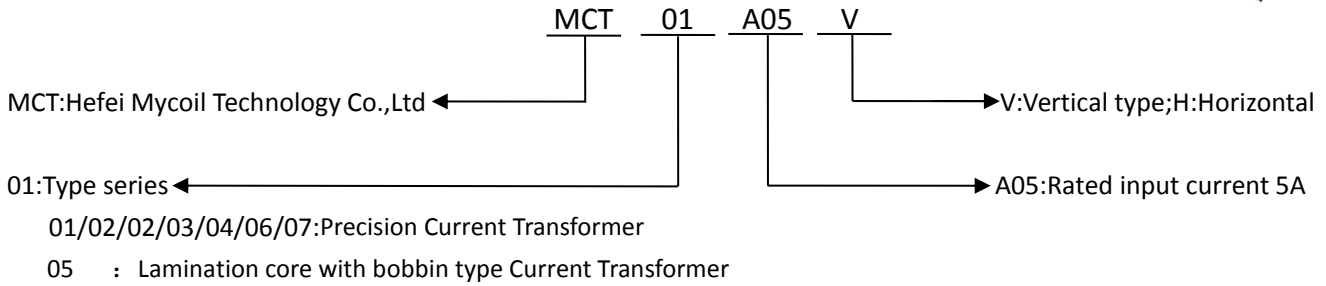 MCT 01 A05 V
MCT:Hefei Mycoil Technology Co.,Ltd V:Vertical type;H:Horizontal
01:Type series A05:Rated input current 5A
01/02/02/03/04/06/07:Precision Current Transformer
05 ：Lamination core with bobbin type Current Transformer